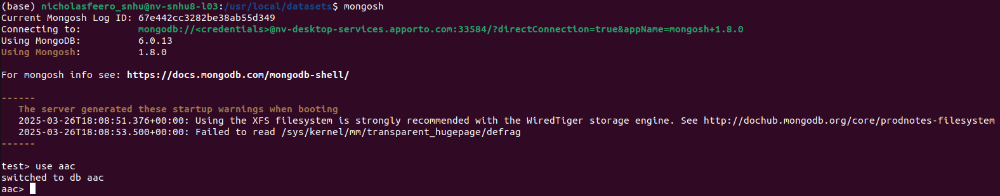 (base) nicholasfeero_snhu@nv-snhu8-l03:/usr/local/datasets$ mongosh
Current Mongosh Log ID: 67e442cc3282be38ab55d349
Connecting to:          mongodb://<credentials>@nv-desktop-services.apporto.com:33584/?directConnection=true&appName=mongosh+1.8.0
Using MongoDB:          6.0.13
Using Mongosh:          1.8.0
For mongosh info see: https://docs.mongodb.com/mongodb-shell/
------
The server generated these startup warnings when booting
2025-03-26T18:08:51.376+00:00: Using the XFS filesystem is strongly recommended with the WiredTiger storage engine. See http://dochub.mongodb.org/core/prodnotes-filesystem
2025-03-26T18:08:53.500+00:00: Failed to read /sys/kernel/mm/transparent_hugepage/defrag
------
test> use aac
switched to db aac
aac>